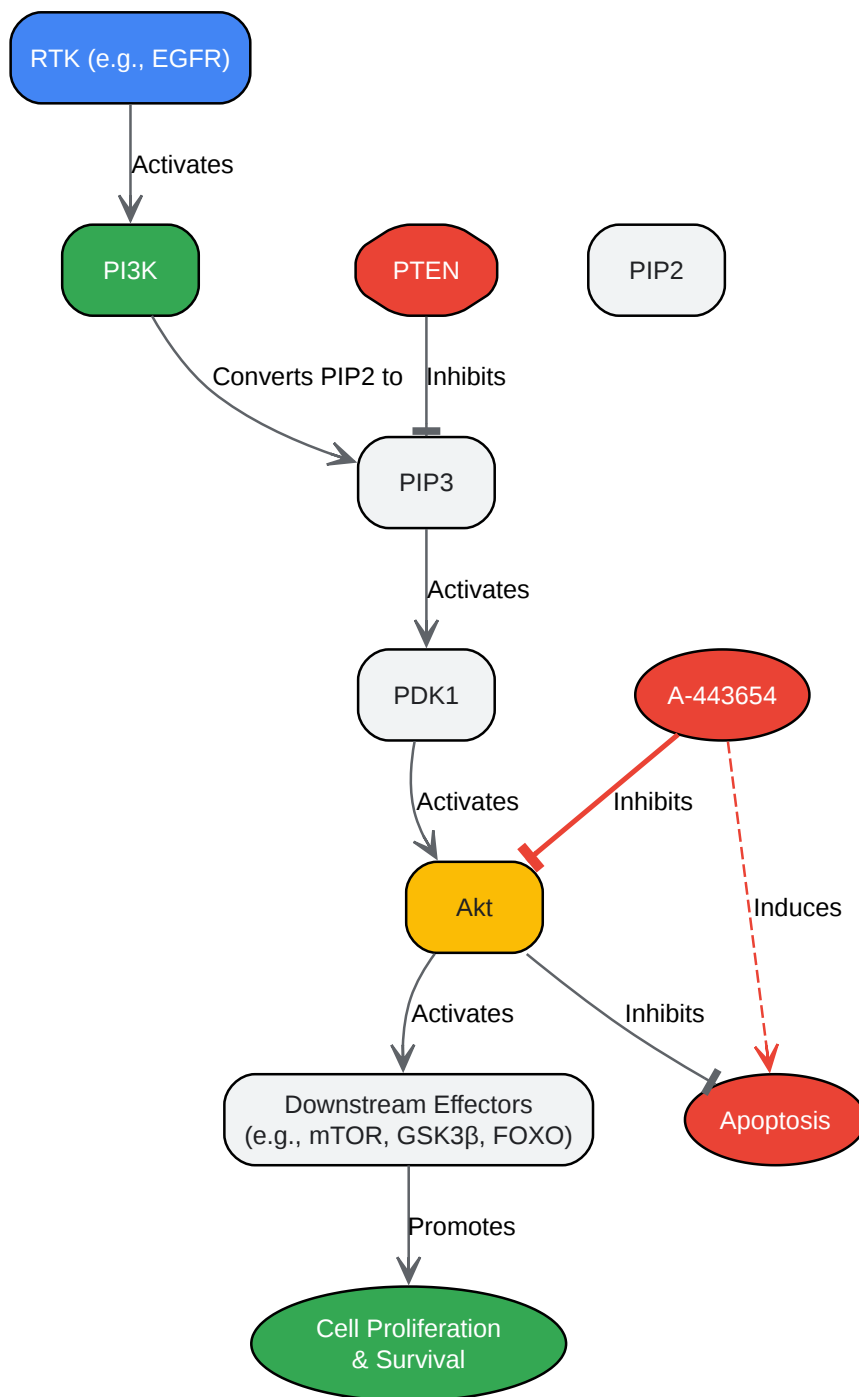 RTK (e.g., EGFR)
Activates
PI3K
PTEN
PIP2
Converts PIP2 to
Inhibits
PIP3
Activates
PDK1
A-443654
Activates
Inhibits
Akt
Induces
Activates
Inhibits
Downstream Effectors
(e.g., mTOR, GSK3β, FOXO)
Apoptosis
Promotes
Cell Proliferation
& Survival